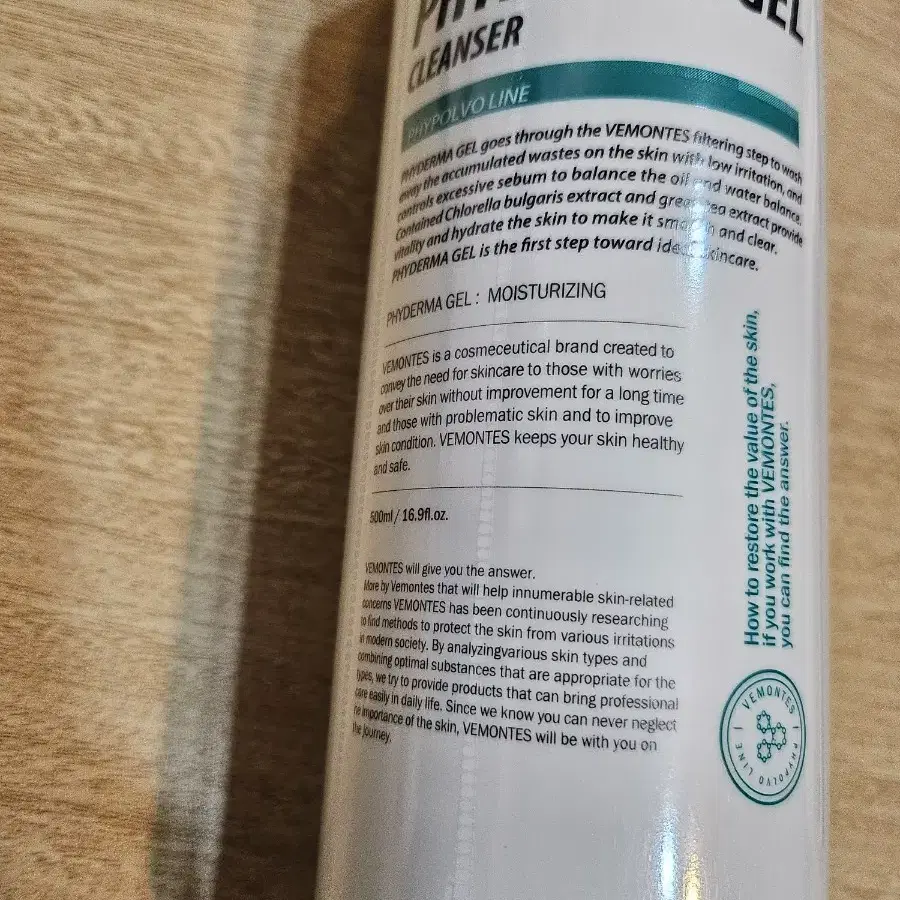 GEL
CLEANSER
PHYPOLVO LINE
PHYDERMA GEL goes through the VEMONTES filtering step to wash
away the accumulated wastes on the skin with low irritation, and
controls excessive sebum to balance the oil and water balance.
Contained Chlorella bulgaris extract and green tea extract provide
vitality and hydrate the skin to make it smooth and clear.
PHYDERMA GEL is the first step toward ideal skincare.
PHYDERMA GEL : MOISTURIZING
VEMONTES is a cosmeceutical brand created to
convey the need for skincare to those with worries
over their skin without improvement for a long time
and those with problematic skin and to improve
skin condition. VEMONTES keeps your skin healthy
and safe.
500ml / 16.9fl.oz.
VEMONTES will give you the answer.
More by Vemontes that will help innumerable skin-related
concerns VEMONTES has been continuously researching
to find methods to protect the skin from various irritations
in modern society. By analyzingvarious skin types and
combining optimal substances that are appropriate for the
types, we try to provide products that can bring professional
care easily in daily life. Since we know you can never neglect
he importance of the skin, VEMONTES will be with you on
the journey.
How to restore the value of the skin,
if you work with VEMONTES,
you can find the answer.
VEMONTES
PHYPOLVO LINE